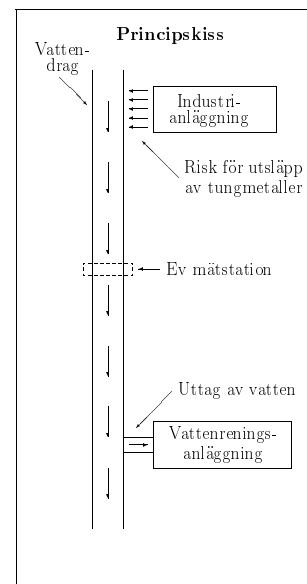 Principskiss
Vatten-
drag
Industri-
anläggning
Risk för utsläpp
av tungmetaller
Ev mätstation
Uttag av vatten
Vattenrenings-
anläggning